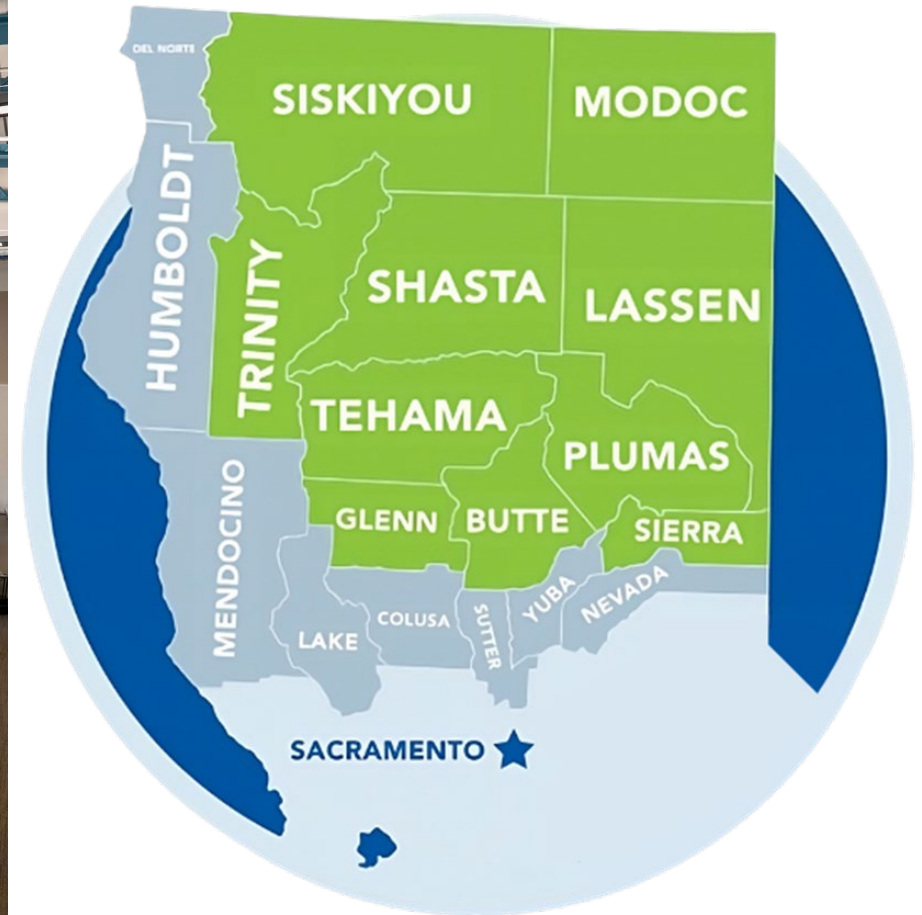 DEL NORTE
SISKIYOU
MODOC
HUMBOLDT
TRINITY
SHASTA
LASSEN
TEHAMA
PLUMAS
MENDOCINO
GLENN
BUTTE
SIERRA
LAKE
COLUSA
SUTTER
YUBA
NEVADA
SACRAMENTO